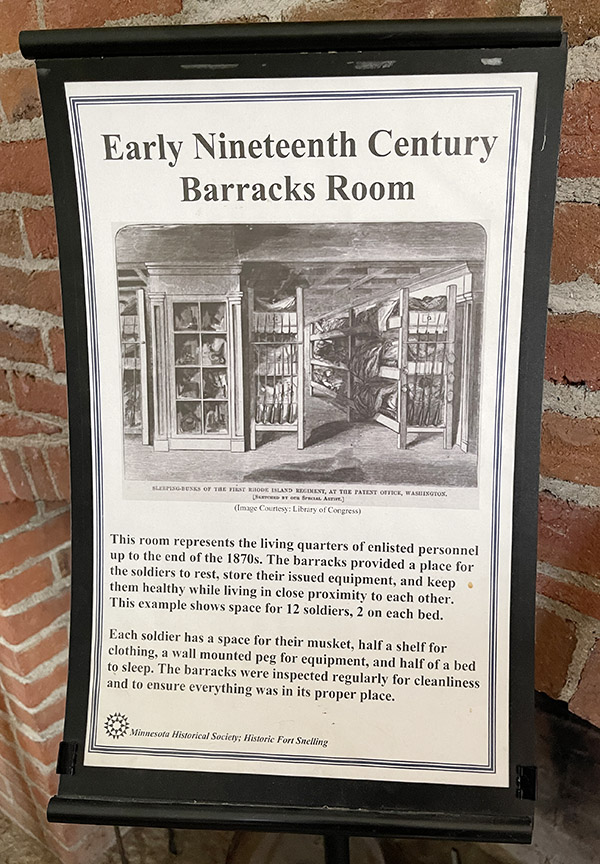 Early Nineteenth Century
Barracks Room
SLEEPING-BUNKS OF THE FIRST RHODE ISLAND REGIMENT, AT THE PATENT OFFICE, WASHINGTON.
[SKETCHED BY OUR SPECIAL ARTIST.]
(Image Courtesy: Library of Congress)
This room represents the living quarters of enlisted personnel
up to the end of the 1870s. The barracks provided a place for
the soldiers to rest, store their issued equipment, and keep
them healthy while living in close proximity to each other.
This example shows space for 12 soldiers, 2 on each bed.
Each soldier has a space for their musket, half a shelf for
clothing, a wall mounted peg for equipment, and half of a bed
to sleep. The barracks were inspected regularly for cleanliness
and to ensure everything was in its proper place.
Minnesota Historical Society; Historic Fort Snelling